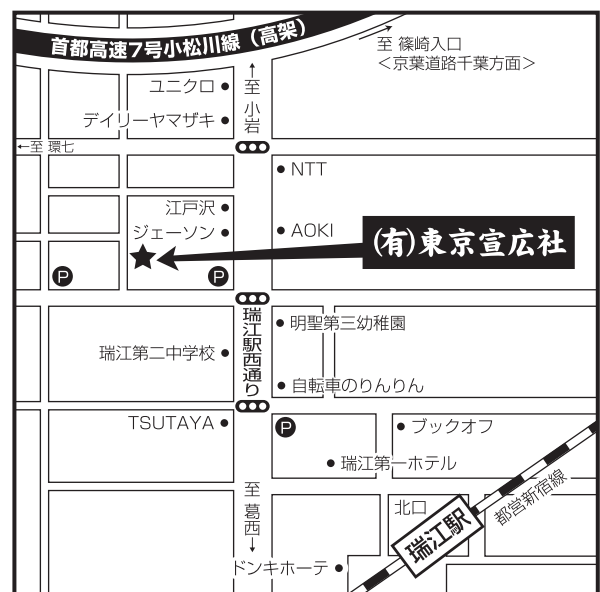 首都高速7号小松川線（高架）
至 篠崎入口
＜京葉道路千葉方面＞
ユニクロ
↑至 小岩
デイリーヤマザキ
←至 環七
NTT
江戸沢
ジェーソン
AOKI
(有)東京宣広社
P
P
瑞江駅西通り
明聖第三幼稚園
瑞江第二中学校
自転車のりんりん
TSUTAYA
P
ブックオフ
瑞江第一ホテル
至 葛西↓
北口
都営新宿線
瑞江駅
ドンキホーテ